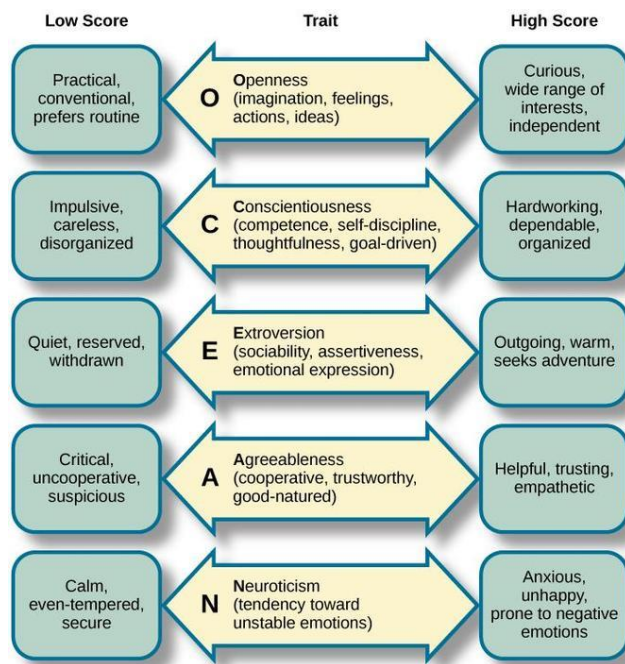 Low Score
Trait
High Score
Practical,
conventional,
prefers routine
O
Openness
(imagination, feelings,
actions, ideas)
Curious,
wide range of
interests,
independent
Impulsive,
careless,
disorganized
C
Conscientiousness
(competence, self-discipline,
thoughtfulness, goal-driven)
Hardworking,
dependable,
organized
Quiet, reserved,
withdrawn
E
Extroversion
(sociability, assertiveness,
emotional expression)
Outgoing, warm,
seeks adventure
Critical,
uncooperative,
suspicious
A
Agreeableness
(cooperative, trustworthy,
good-natured)
Helpful, trusting,
empathetic
Calm,
even-tempered,
secure
N
Neuroticism
(tendency toward
unstable emotions)
Anxious,
unhappy,
prone to negative
emotions